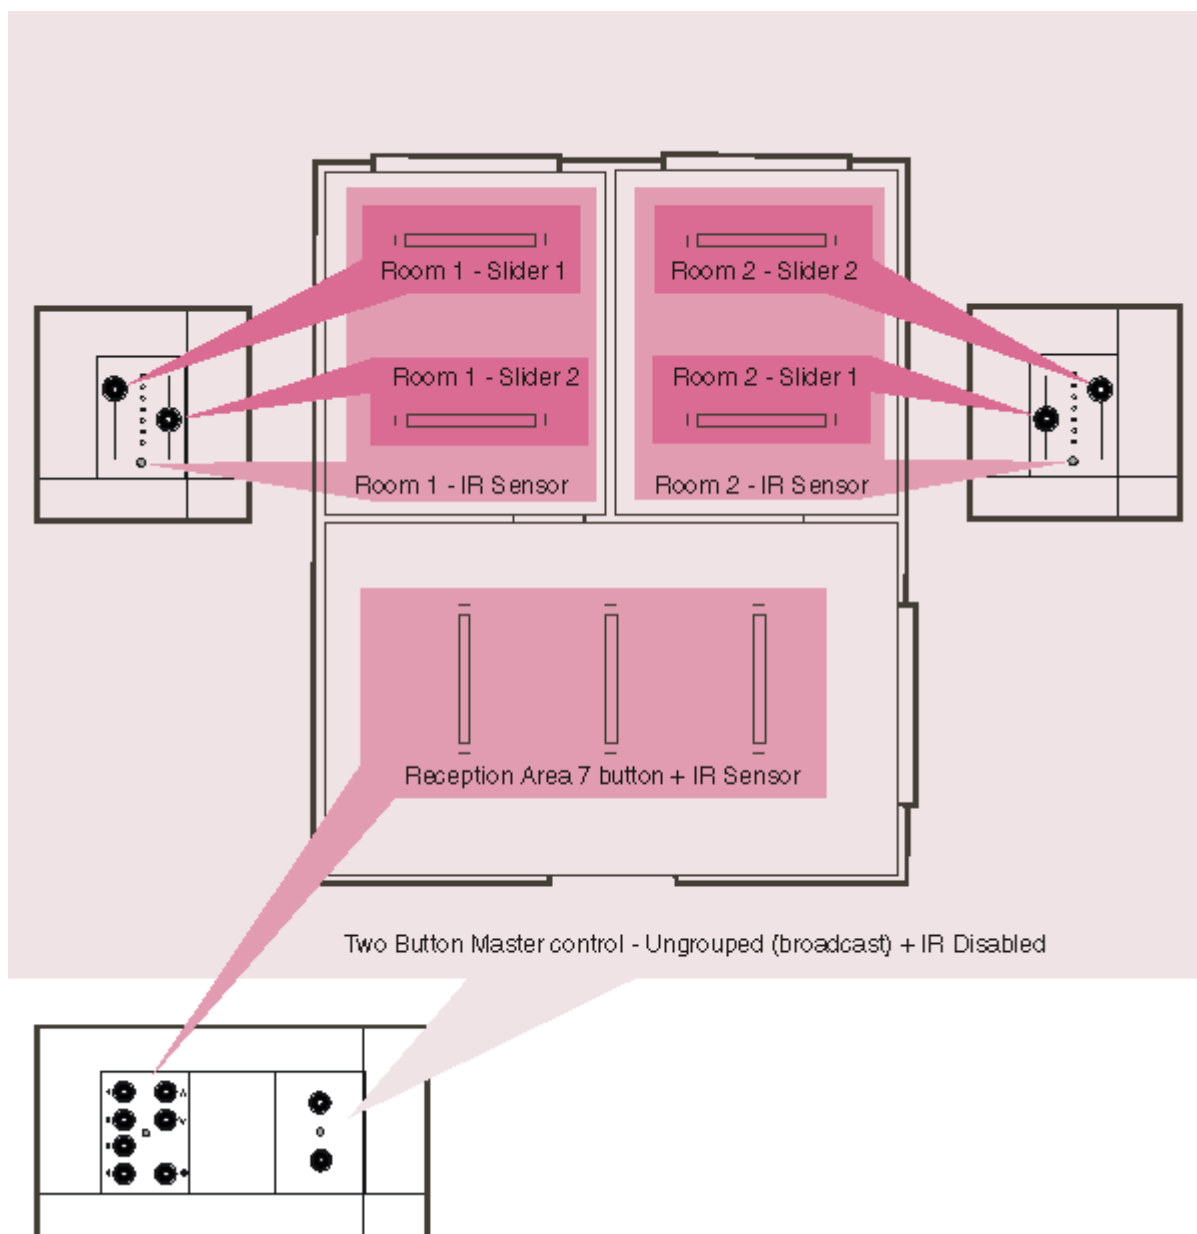 Room 1 - Slider 1
Room 2 - Slider 2
Room 1 - Slider 2
Room 2 - Slider 1
Room 1 - IR Sensor
Room 2 - IR Sensor
Reception Area 7 button + IR Sensor
Two Button Master control - Ungrouped (broadcast) + IR Disabled